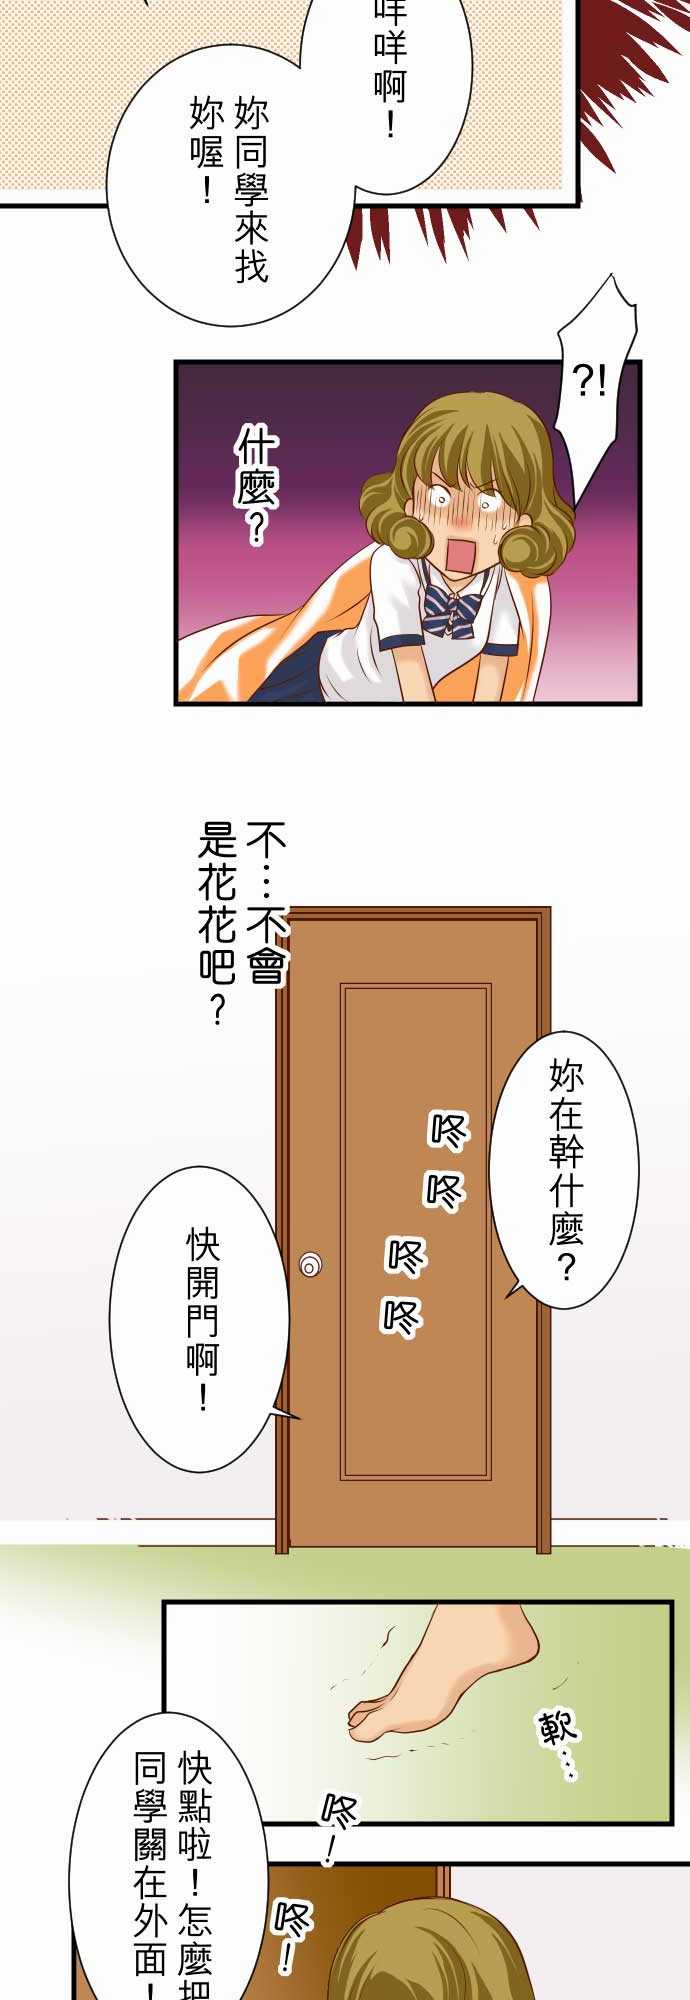 咩咩啊！
妳同學來找
妳喔！
?!
什麼？
不…不會
是花花吧？
妳在幹什麼？
咚
咚
咚
咚
快開門啊！
軟…
咚！
快點啦！怎麼把
同學關在外面！
咚！